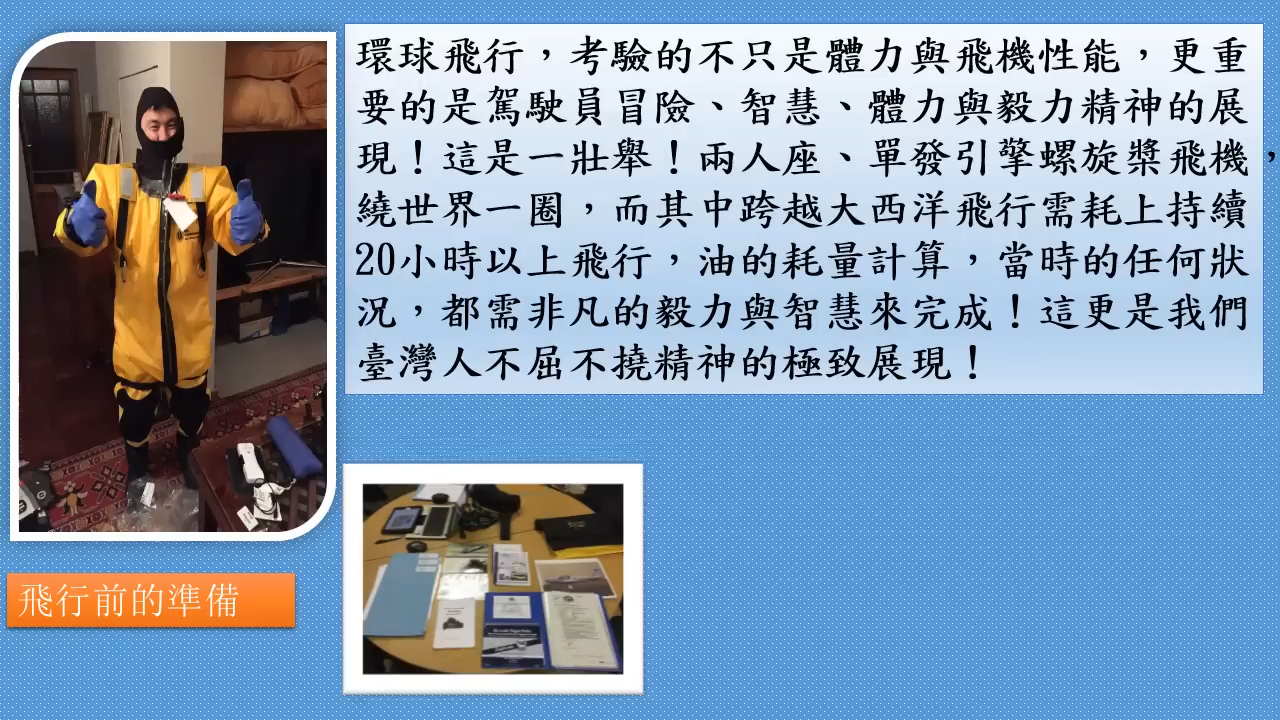 環球飛行，考驗的不只是體力與飛機性能，更重
要的是駕駛員冒險、智慧、體力與毅力精神的展
現！這是一壯舉！兩人座、單發引擎螺旋槳飛機，
繞世界一圈，而其中跨越大西洋飛行需耗上持續
20小時以上飛行，油的耗量計算，當時的任何狀
況，都需非凡的毅力與智慧來完成！這更是我們
臺灣人不屈不撓精神的極致展現！
飛行前的準備